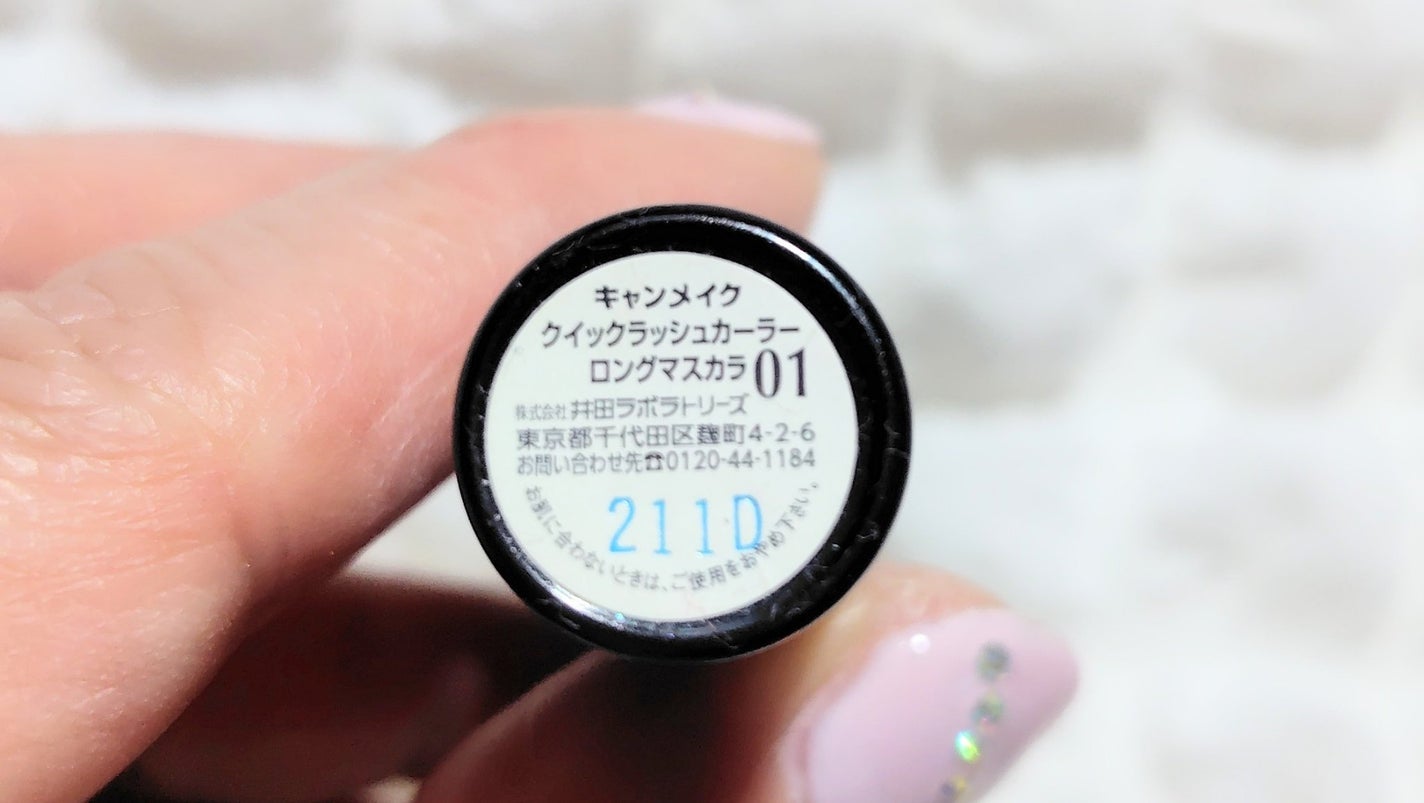 キャンメイク
クイックラッシュカーラー
ロングマスカラ 01
株式会社 井田ラボラトリーズ
東京都千代田区麹町4-2-6
お問い合わせ先☎0120-44-1184
211D
お肌に合わないときは、ご使用をおやめ下さい。